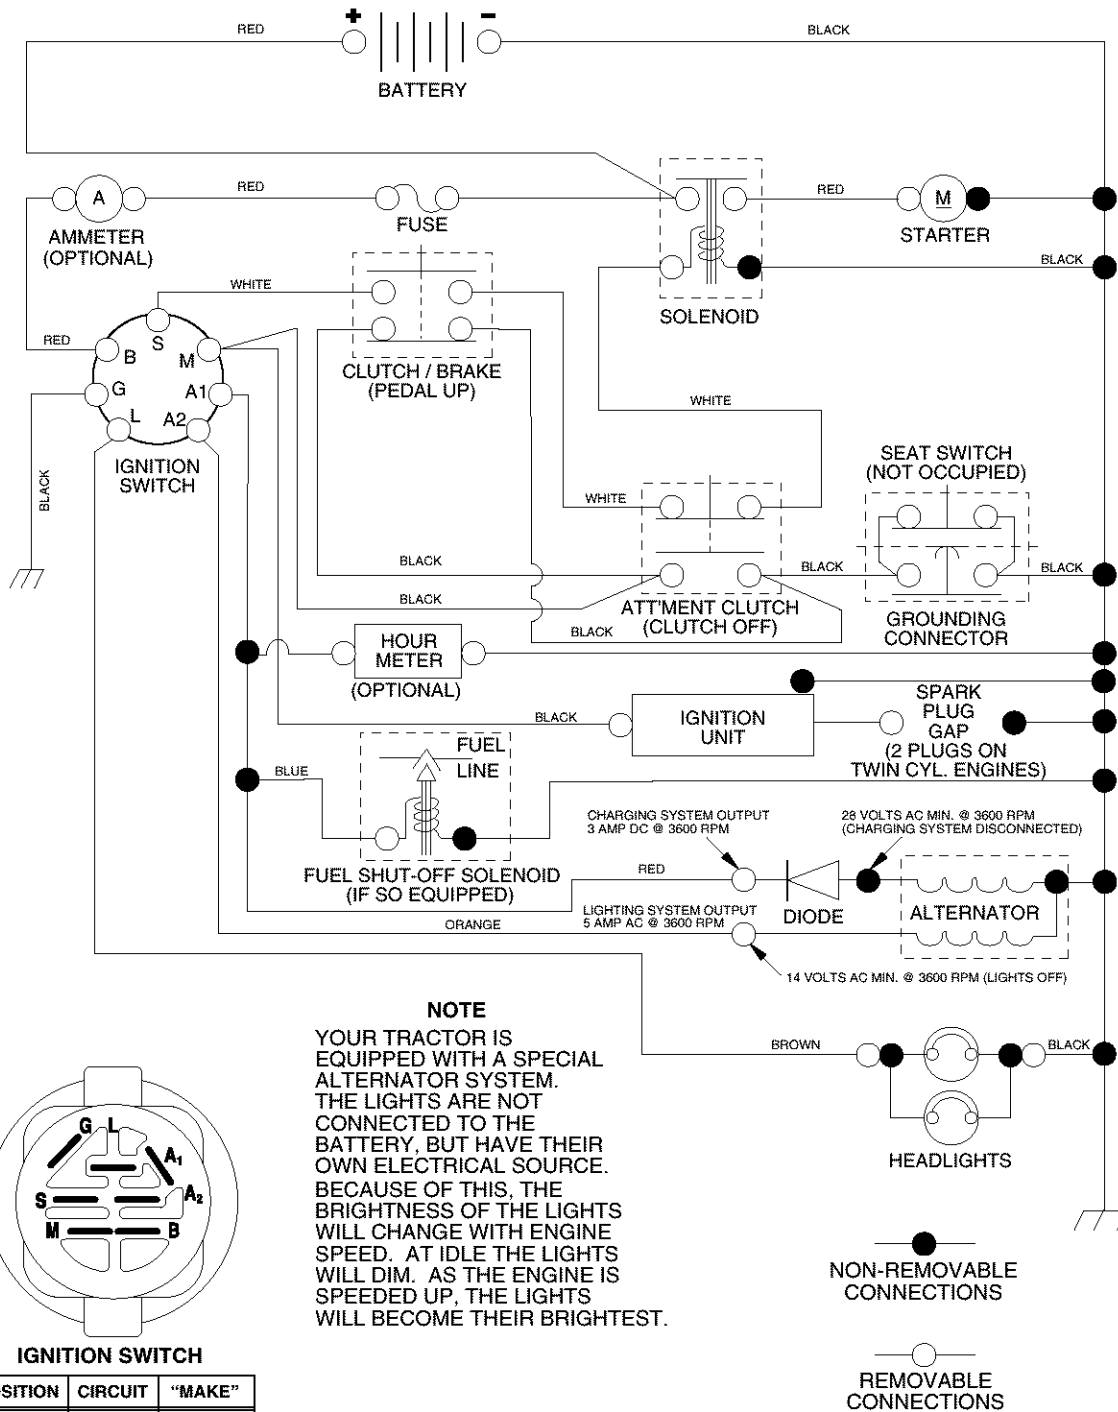 RED
+
-
BLACK
BATTERY
A
RED
RED
M
AMMETER
(OPTIONAL)
FUSE
STARTER
BLACK
WHITE
SOLENOID
RED
B
S
M
G
A1
L
A2
CLUTCH / BRAKE
(PEDAL UP)
WHITE
IGNITION
SWITCH
SEAT SWITCH
(NOT OCCUPIED)
BLACK
WHITE
BLACK
BLACK
BLACK
BLACK
ATT'MENT CLUTCH
(CLUTCH OFF)
BLACK
GROUNDING
CONNECTOR
HOUR
METER
(OPTIONAL)
BLACK
IGNITION
UNIT
SPARK
PLUG
GAP
(2 PLUGS ON
TWIN CYL. ENGINES)
BLUE
FUEL
LINE
FUEL SHUT-OFF SOLENOID
(IF SO EQUIPPED)
CHARGING SYSTEM OUTPUT
3 AMP DC @ 3600 RPM
28 VOLTS AC MIN. @ 3600 RPM
(CHARGING SYSTEM DISCONNECTED)
RED
DIODE
ALTERNATOR
ORANGE
LIGHTING SYSTEM OUTPUT
5 AMP AC @ 3600 RPM
14 VOLTS AC MIN. @ 3600 RPM (LIGHTS OFF)
NOTE
YOUR TRACTOR IS
EQUIPPED WITH A SPECIAL
ALTERNATOR SYSTEM.
THE LIGHTS ARE NOT
CONNECTED TO THE
BATTERY, BUT HAVE THEIR
OWN ELECTRICAL SOURCE.
BECAUSE OF THIS, THE
BRIGHTNESS OF THE LIGHTS
WILL CHANGE WITH ENGINE
SPEED. AT IDLE THE LIGHTS
WILL DIM. AS THE ENGINE IS
SPEEDED UP, THE LIGHTS
WILL BECOME THEIR BRIGHTEST.
BROWN
BLACK
HEADLIGHTS
G
L
A1
S
A2
M
B
IGNITION SWITCH
SITION CIRCUIT "MAKE"
NON-REMOVABLE
CONNECTIONS
REMOVABLE
CONNECTIONS